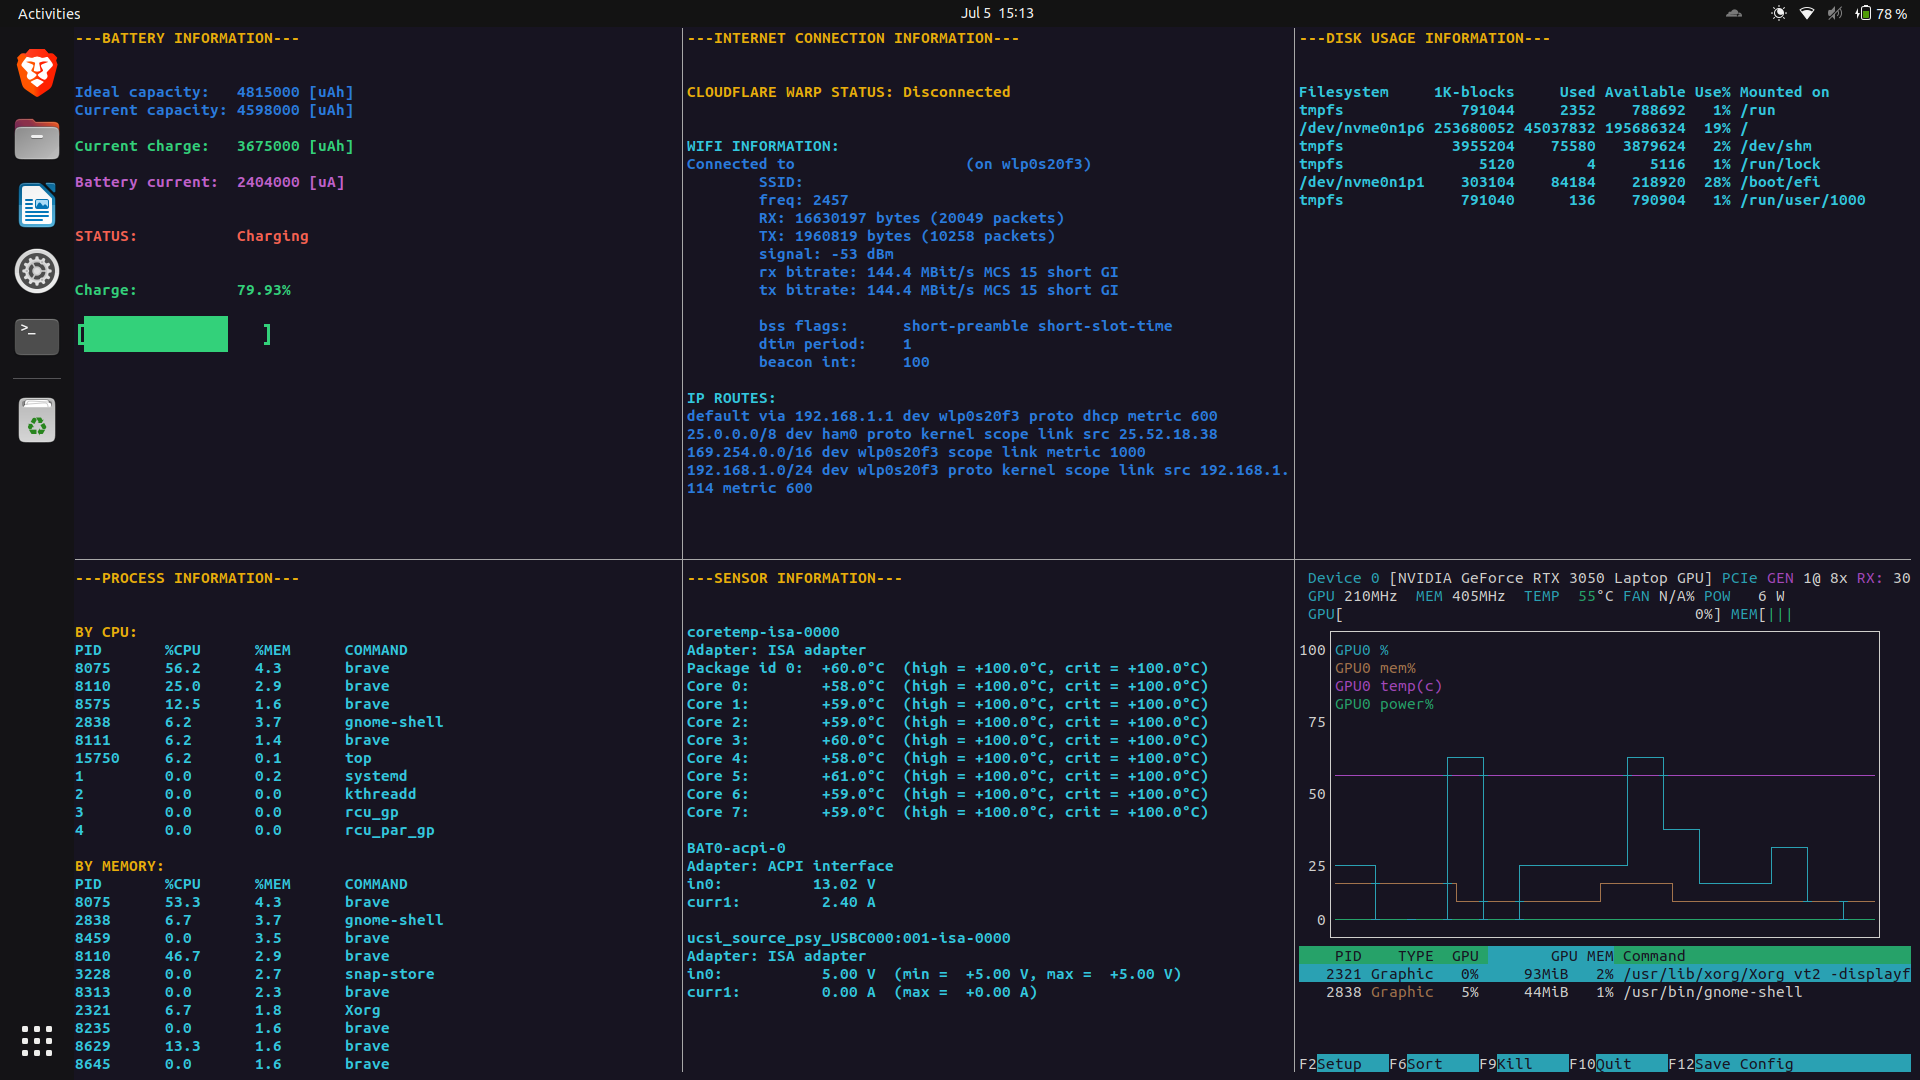 Activities
Jul 5 15:13
78 %
---BATTERY INFORMATION---
Ideal capacity: 4815000 [uAh]
Current capacity: 4598000 [uAh]
Current charge: 3675000 [uAh]
Battery current: 2404000 [uA]
STATUS: Charging
Charge: 79.93%
[ ]
---INTERNET CONNECTION INFORMATION---
CLOUDFLARE WARP STATUS: Disconnected
WIFI INFORMATION:
Connected to (on wlp0s20f3)
SSID:
freq: 2457
RX: 16630197 bytes (20049 packets)
TX: 1960819 bytes (10258 packets)
signal: -53 dBm
rx bitrate: 144.4 MBit/s MCS 15 short GI
tx bitrate: 144.4 MBit/s MCS 15 short GI
bss flags: short-preamble short-slot-time
dtim period: 1
beacon int: 100
IP ROUTES:
default via 192.168.1.1 dev wlp0s20f3 proto dhcp metric 600
25.0.0.0/8 dev ham0 proto kernel scope link src 25.52.18.38
169.254.0.0/16 dev wlp0s20f3 scope link metric 1000
192.168.1.0/24 dev wlp0s20f3 proto kernel scope link src 192.168.1.
114 metric 600
---DISK USAGE INFORMATION---
Filesystem 1K-blocks Used Available Use% Mounted on
tmpfs 791044 2352 788692 1% /run
/dev/nvme0n1p6 253680052 45037832 195686324 19% /
tmpfs 3955204 75580 3879624 2% /dev/shm
tmpfs 5120 4 5116 1% /run/lock
/dev/nvme0n1p1 303104 84184 218920 28% /boot/efi
tmpfs 791040 136 790904 1% /run/user/1000
---PROCESS INFORMATION---
BY CPU:
PID %CPU %MEM COMMAND
8075 56.2 4.3 brave
8110 25.0 2.9 brave
8575 12.5 1.6 brave
2838 6.2 3.7 gnome-shell
8111 6.2 1.4 brave
15750 6.2 0.1 top
1 0.0 0.2 systemd
2 0.0 0.0 kthreadd
3 0.0 0.0 rcu_gp
4 0.0 0.0 rcu_par_gp
BY MEMORY:
PID %CPU %MEM COMMAND
8075 53.3 4.3 brave
2838 6.7 3.7 gnome-shell
8459 0.0 3.5 brave
8110 46.7 2.9 brave
3228 0.0 2.7 snap-store
8313 0.0 2.3 brave
2321 6.7 1.8 Xorg
8235 0.0 1.6 brave
8629 13.3 1.6 brave
8645 0.0 1.6 brave
---SENSOR INFORMATION---
coretemp-isa-0000
Adapter: ISA adapter
Package id 0: +60.0°C (high = +100.0°C, crit = +100.0°C)
Core 0: +58.0°C (high = +100.0°C, crit = +100.0°C)
Core 1: +59.0°C (high = +100.0°C, crit = +100.0°C)
Core 2: +59.0°C (high = +100.0°C, crit = +100.0°C)
Core 3: +60.0°C (high = +100.0°C, crit = +100.0°C)
Core 4: +58.0°C (high = +100.0°C, crit = +100.0°C)
Core 5: +61.0°C (high = +100.0°C, crit = +100.0°C)
Core 6: +59.0°C (high = +100.0°C, crit = +100.0°C)
Core 7: +59.0°C (high = +100.0°C, crit = +100.0°C)
BAT0-acpi-0
Adapter: ACPI interface
in0: 13.02 V
curr1: 2.40 A
ucsi_source_psy_USBC000:001-isa-0000
Adapter: ISA adapter
in0: 5.00 V (min = +5.00 V, max = +5.00 V)
curr1: 0.00 A (max = +0.00 A)
Device 0 [NVIDIA GeForce RTX 3050 Laptop GPU] PCIe GEN 1@ 8x RX: 30
GPU 210MHz MEM 405MHz TEMP 55°C FAN N/A% POW 6 W
GPU[ 0%] MEM[|||
100
GPU0 %
GPU0 mem%
GPU0 temp(c)
GPU0 power%
75
50
25
0
PID TYPE GPU GPU MEM Command
2321 Graphic 0% 93MiB 2% /usr/lib/xorg/Xorg vt2 -displayf
2838 Graphic 5% 44MiB 1% /usr/bin/gnome-shell
F2Setup F6Sort F9Kill F10Quit F12Save Config